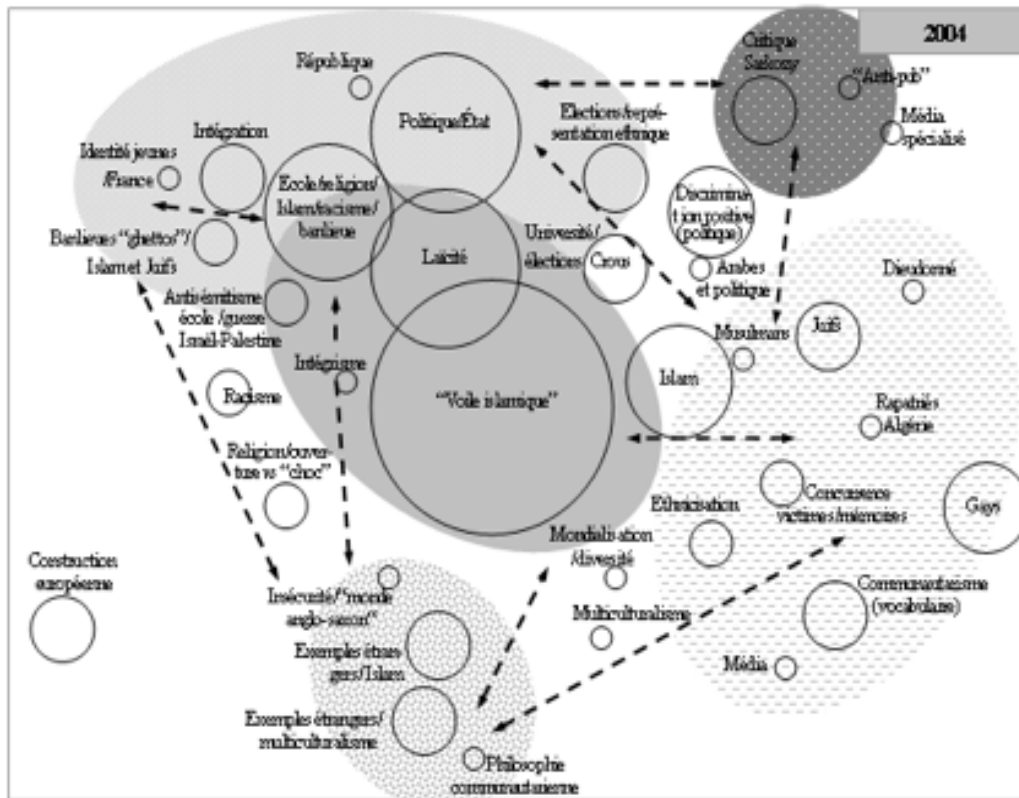 2004
Critique
Sarkozy
"Anti-pub"
Média
spécialisé
République
Politique/État
Elections/repré-
sentation ethnique
Intégration
Identité jeunes
/France
Ecole/religion/
Islam/racisme/
banlieue
Discrimina-
tion positive
(politique)
Banlieues "ghettos"/
Islam et Juifs
Laïcité
Université/
élections
Crous
Arabes
et politique
Dieudonné
Antisémitisme
école/guerre
Israël-Palestine
Musulmans
Juifs
Intégrisme
Islam
Racisme
"Voile islamique"
Rapatriés
Algérie
Religion/ouver-
ture vs "choc"
Ethnicisation
Concurrence
victimes/mémoires
Gays
Mondialisation
/diversité
Construction
européenne
Insécurité/"monde
anglo-saxon"
Multiculturalisme
Communautarisme
(vocabulaire)
Exemples étran-
gers/Islam
Média
Exemples étrangers/
multiculturalisme
Philosophie
communautarienne